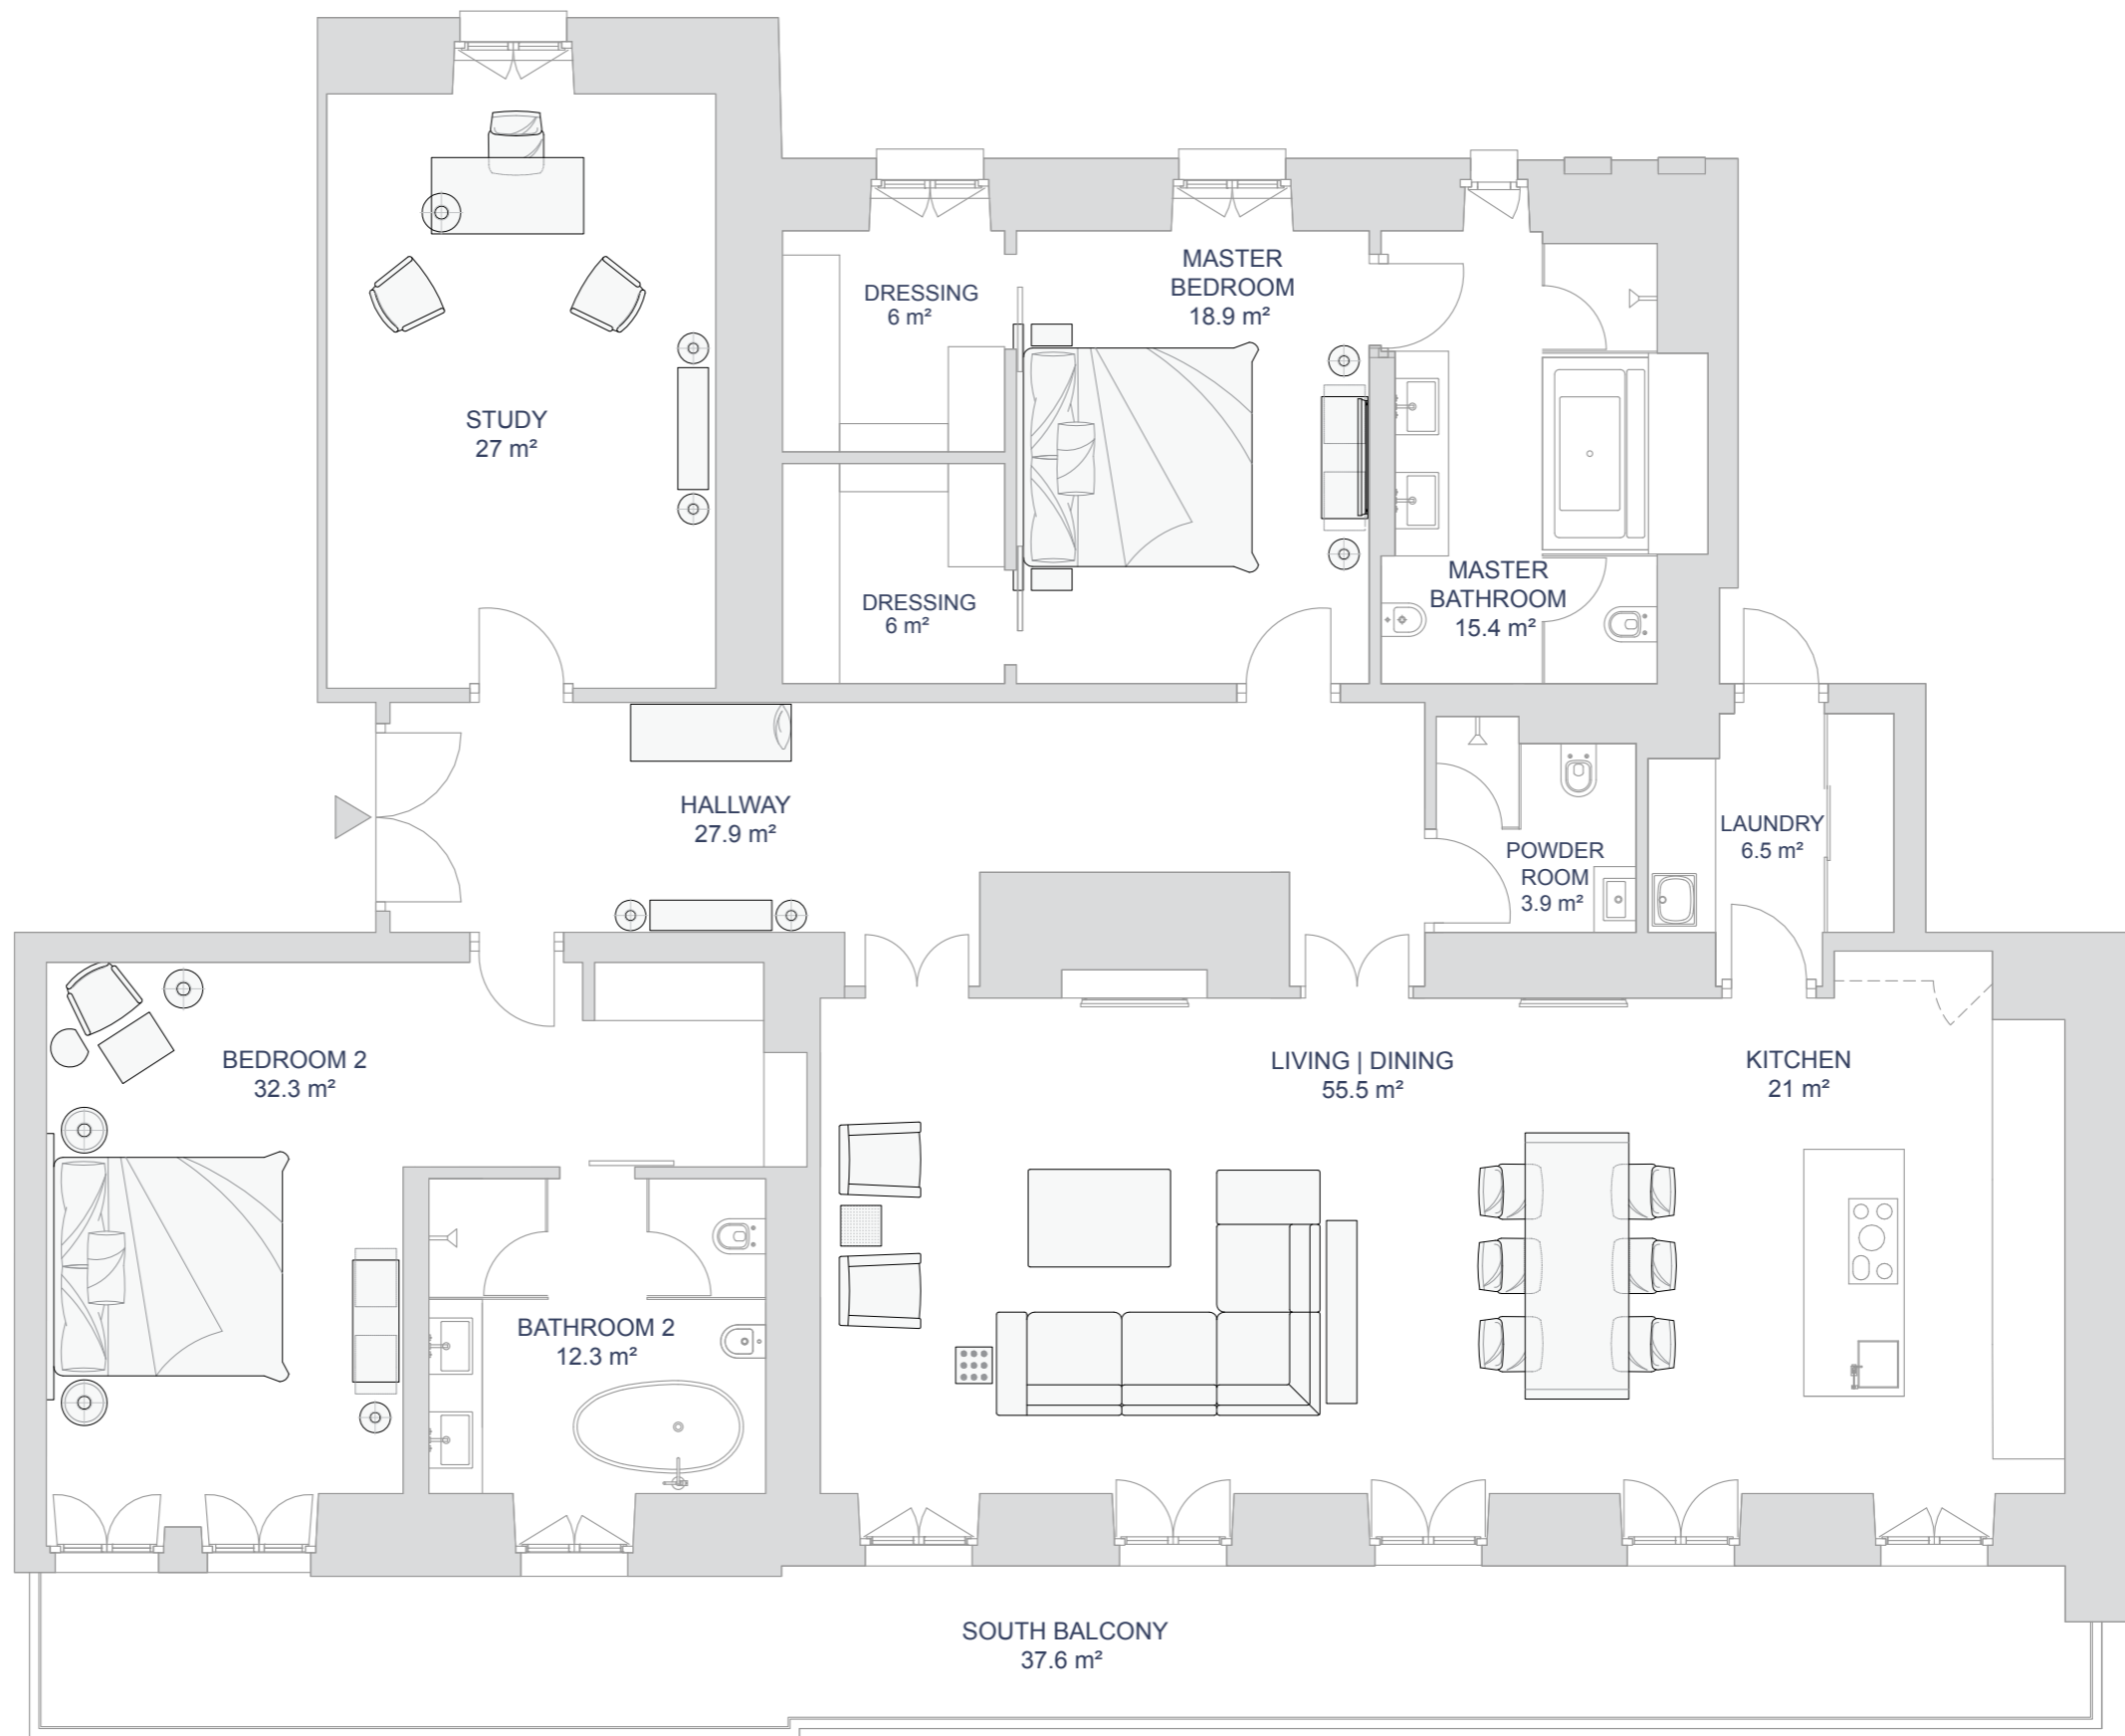 MASTER
BEDROOM
18.9 m²
DRESSING
6 m²
STUDY
27 m²
MASTER
BATHROOM
15.4 m²
DRESSING
6 m²
HALLWAY
27.9 m²
LAUNDRY
6.5 m²
POWDER
ROOM
3.9 m²
BEDROOM 2
32.3 m²
LIVING | DINING
55.5 m²
KITCHEN
21 m²
BATHROOM 2
12.3 m²
SOUTH BALCONY
37.6 m²